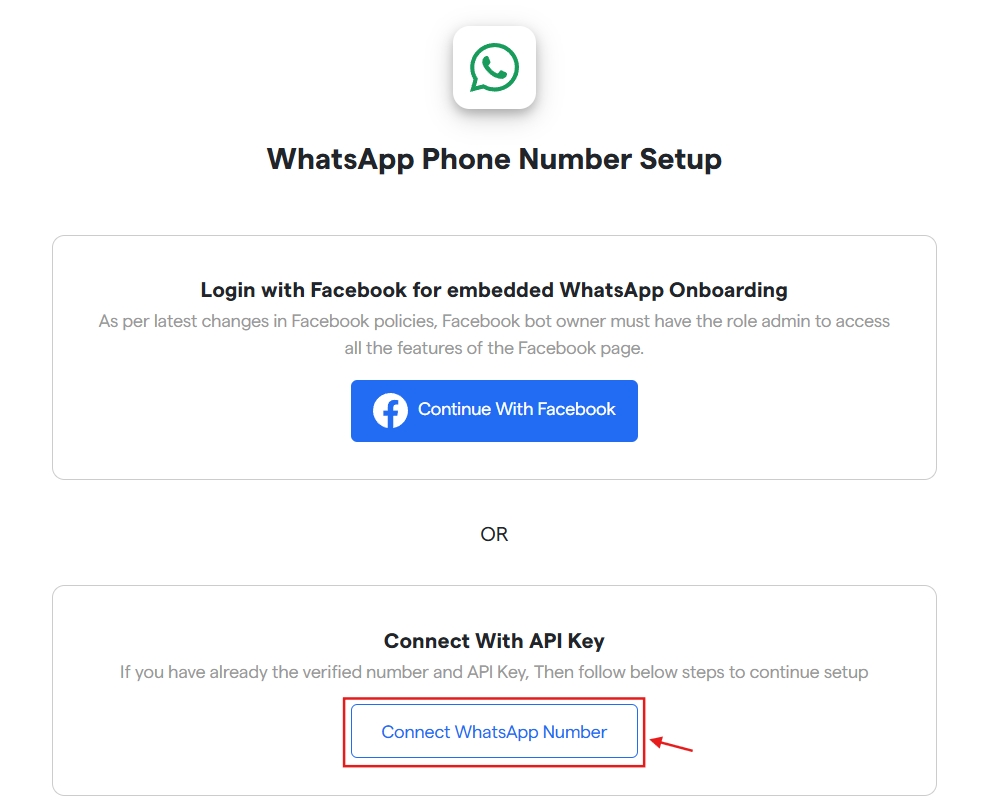 WhatsApp Phone Number Setup
Login with Facebook for embedded WhatsApp Onboarding
As per latest changes in Facebook policies, Facebook bot owner must have the role admin to access
all the features of the Facebook page.
Continue With Facebook
OR
Connect With API Key
If you have already the verified number and API Key, Then follow below steps to continue setup
Connect WhatsApp Number